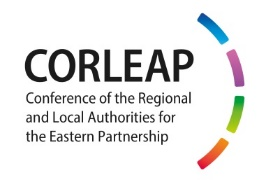 CORLEAP
Conference of the Regional
and Local Authorities for
the Eastern Partnership